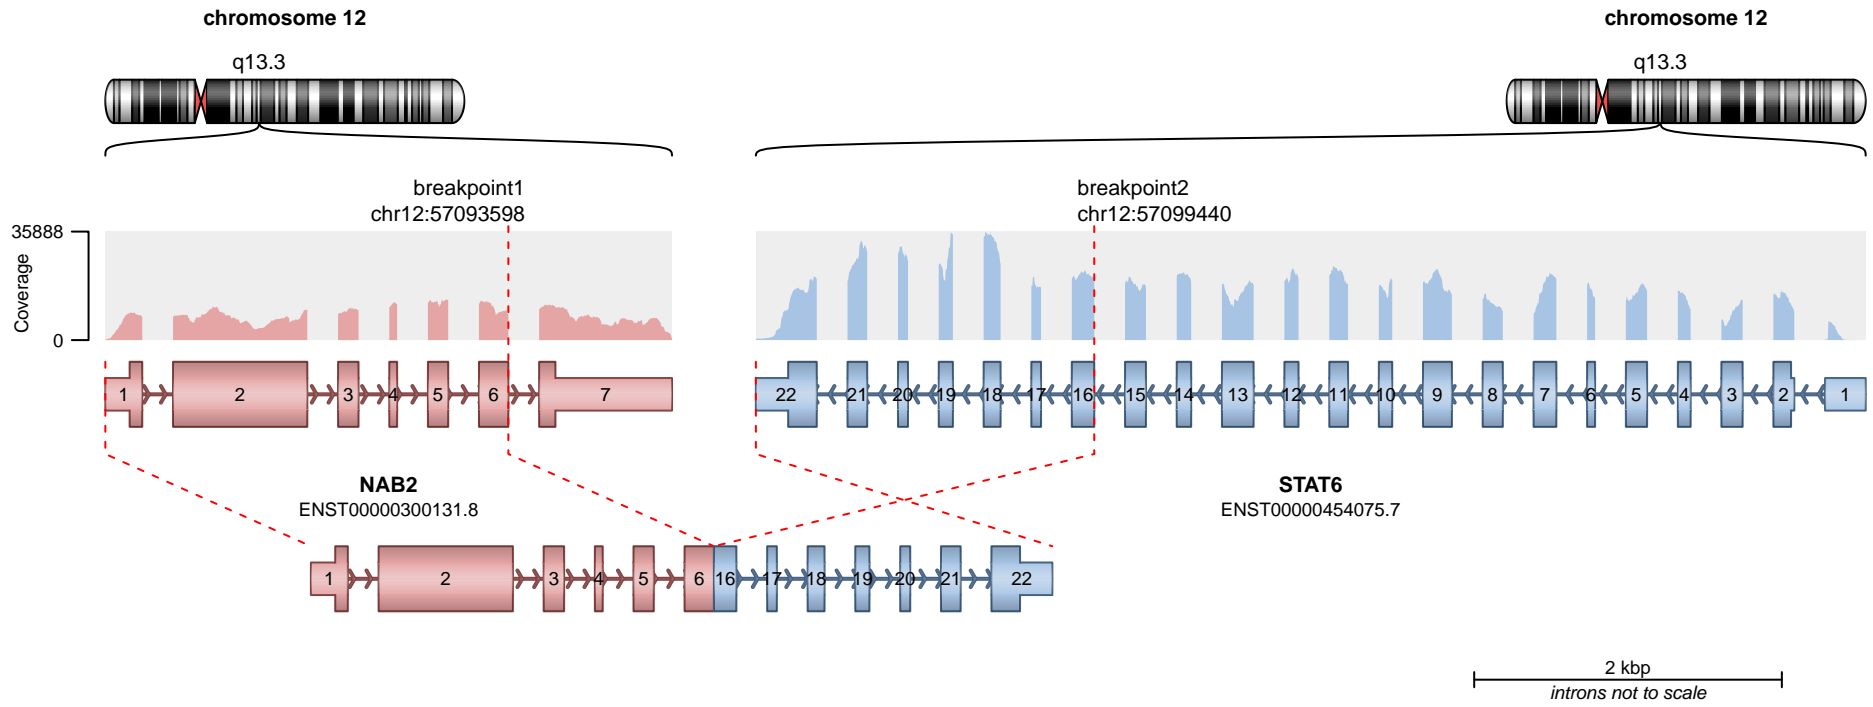 chromosome 12
chromosome 12
q13.3
q13.3
breakpoint1
chr12:57093598
breakpoint2
chr12:57099440
35888
Coverage
0
1 2 3 4 5 6 7
22 21 20 19 18 17 16 15 14 13 12 11 10 9 8 7 6 5 4 3 2 1
NAB2
ENST00000300131.8
STAT6
ENST00000454075.7
1 2 3 4 5 6 16 17 18 19 20 21 22
2 kbp
introns not to scale